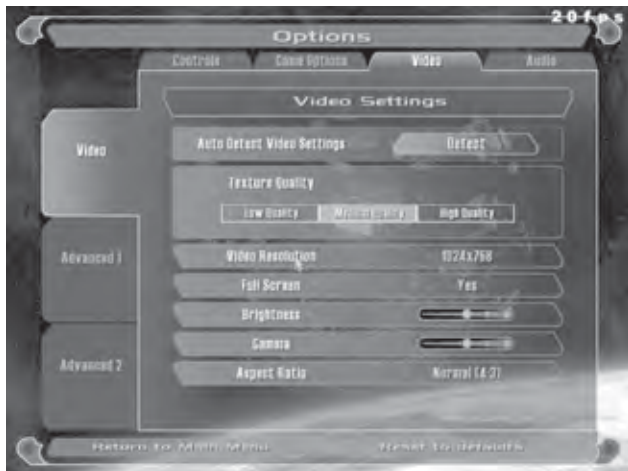 20fps
Options
Controls Game Options Video Audio
Video Settings
Video
Auto Detect Video Settings Detect
Texture Quality
Low Quality Medium Quality High Quality
Advanced 1
Video Resolution 1024x768
Full Screen Yes
Brightness
Gamma
Advanced 2
Aspect Ratio Normal (4:3)
Return to Main Menu Reset to defaults